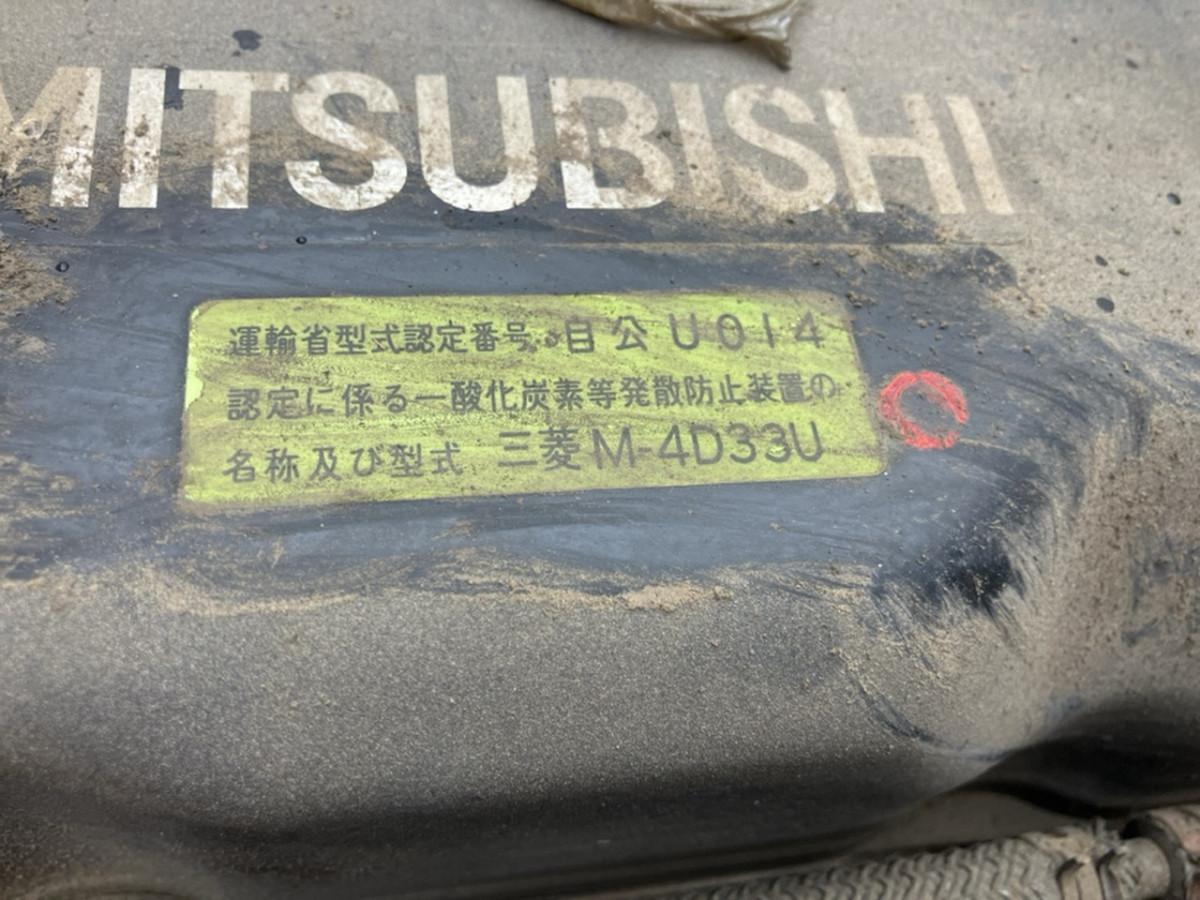 MITSUBISHI
運輸省型式認定番号 自公 U014
認定に係る一酸化炭素等発散防止装置の
名称及び型式 三菱 M-4D33U